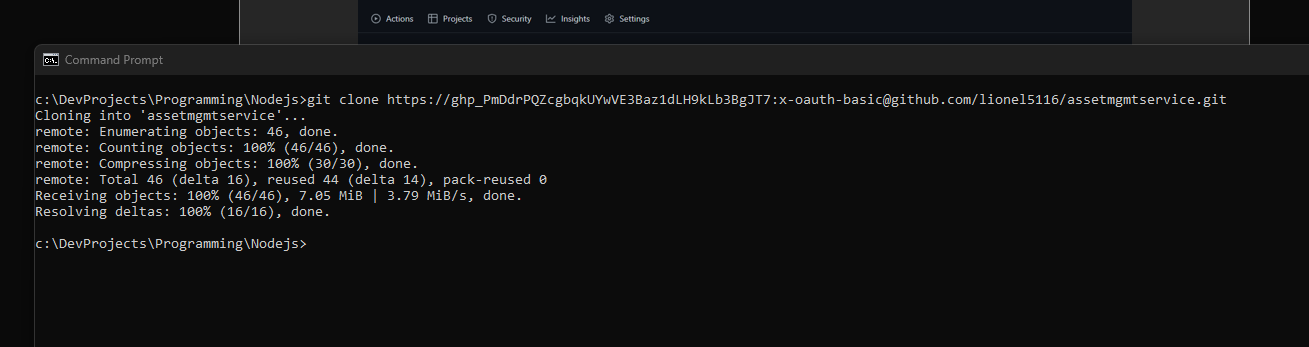 Actions Projects Security Insights Settings
Command Prompt
c:\DevProjects\Programming\Nodejs>git clone https://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:x-oauth-basic@github.com/lionel5116/assetmgmtservice.git
Cloning into 'assetmgmtservice'...
remote: Enumerating objects: 46, done.
remote: Counting objects: 100% (46/46), done.
remote: Compressing objects: 100% (30/30), done.
remote: Total 46 (delta 16), reused 44 (delta 14), pack-reused 0
Receiving objects: 100% (46/46), 7.05 MiB | 3.79 MiB/s, done.
Resolving deltas: 100% (16/16), done.
c:\DevProjects\Programming\Nodejs>